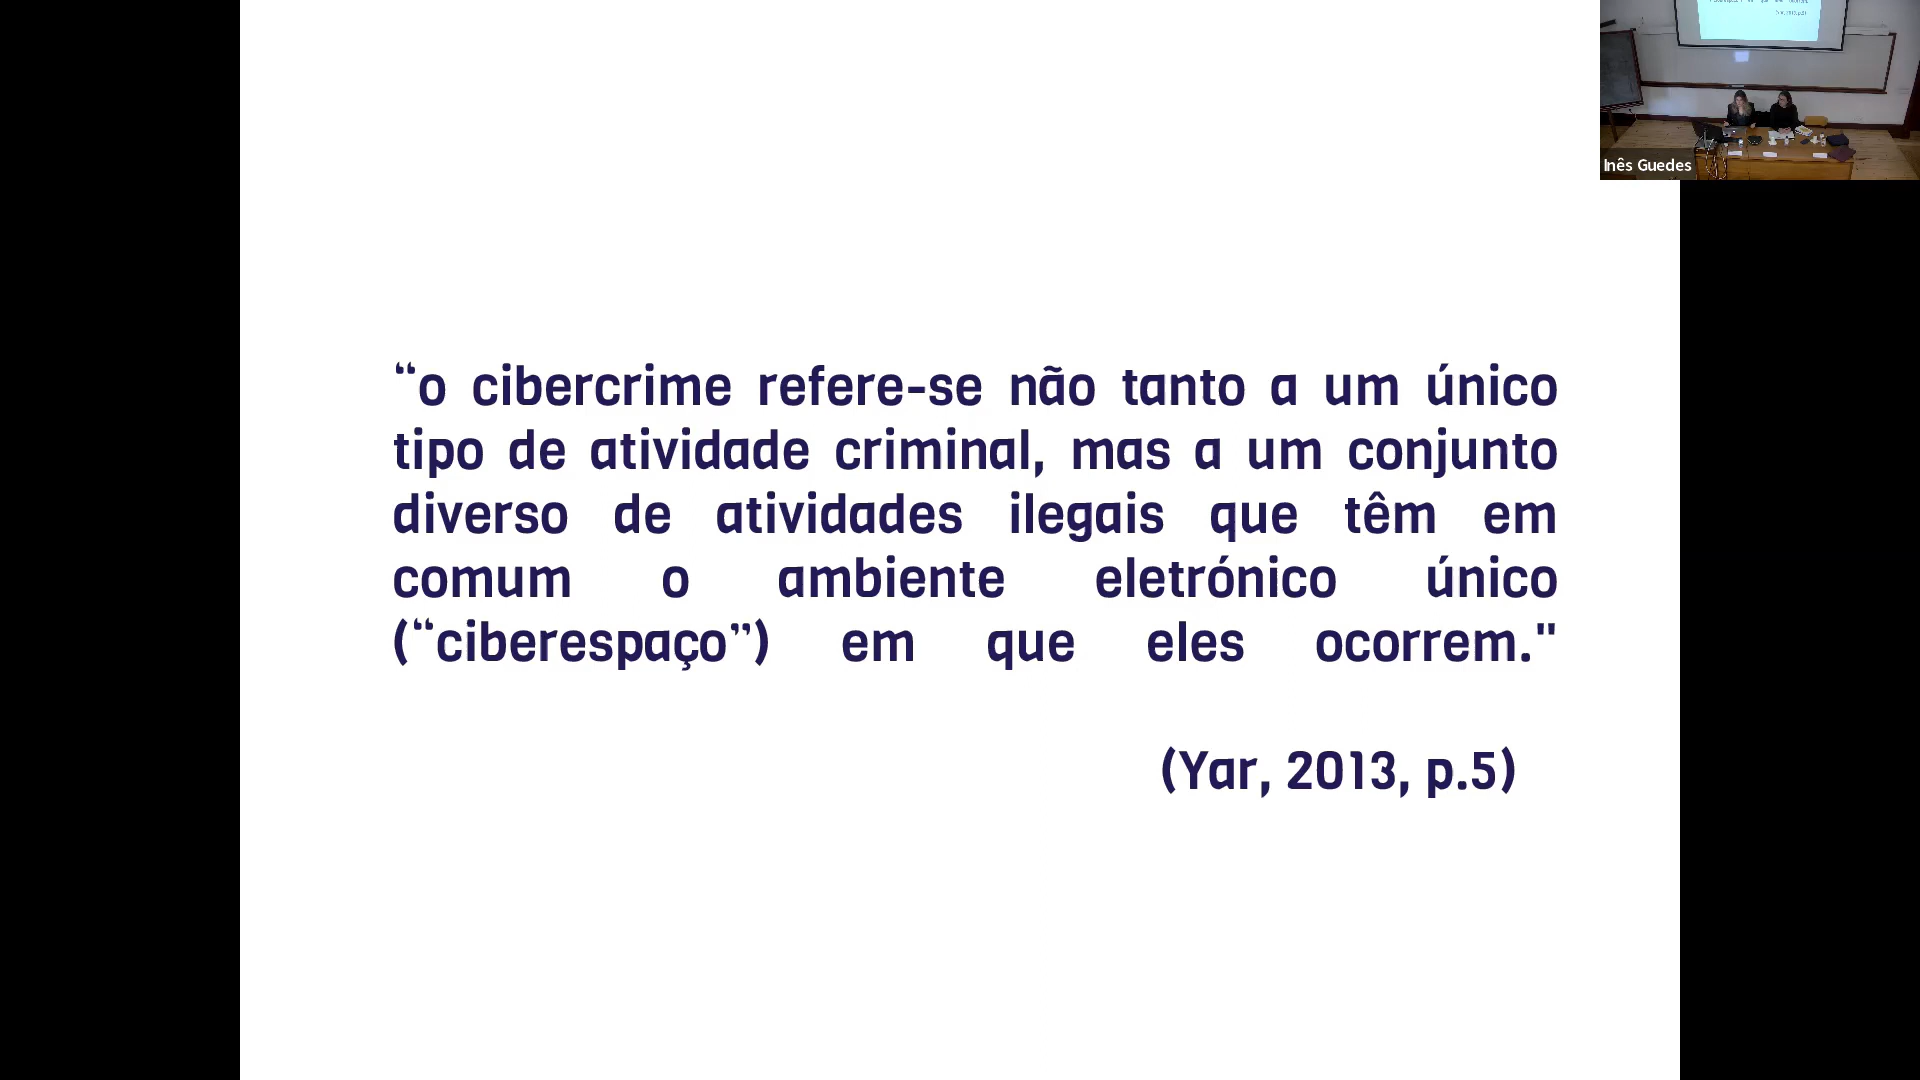 “o cibercrime refere-se não tanto a um único
tipo de atividade criminal, mas a um conjunto
diverso de atividades ilegais que têm em
comum o ambiente eletrónico único
(“ciberespaço”) em que eles ocorrem."
(Yar, 2013, p.5)
Inês Guedes